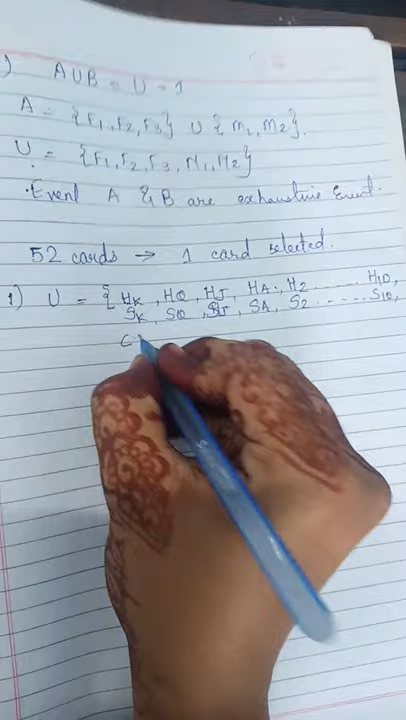 ) AUB = U = 1
A = {F1, F2, F3} U {M1, M2}.
U = {F1, F2, F3, M1, M2}
· Event A & B are exhaustive Event.
52 cards → 1 card selected.
1) U = { HK, HQ, HJ, HA, H2 ...... H10,
SK, SQ, SJ, SA, S2 ...... S10,
C